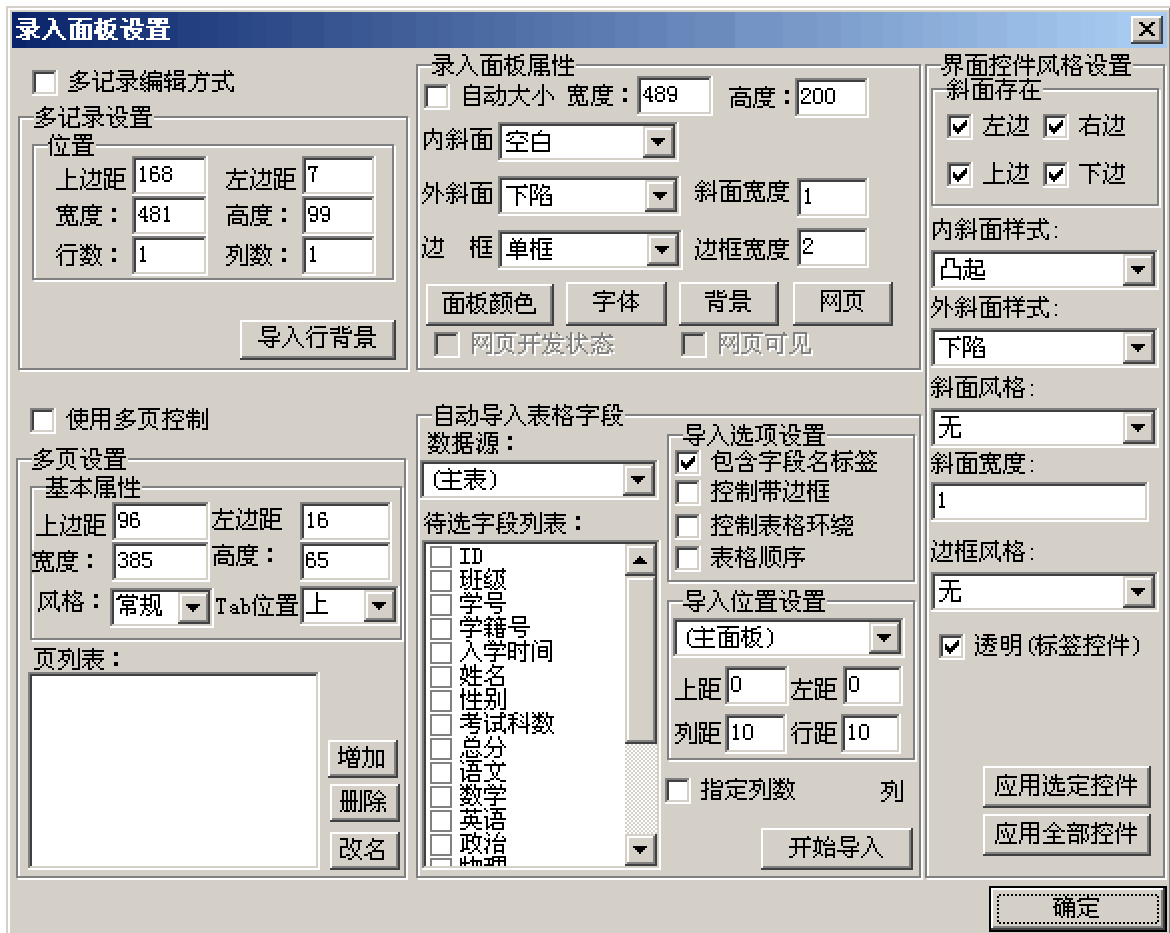 录入面板设置
多记录编辑方式
多记录设置
位置
上边距 168 左边距 7
宽度： 481 高度： 99
行数： 1 列数： 1
导入行背景
录入面板属性
自动大小 宽度： 489 高度： 200
内斜面 空白
外斜面 下陷 斜面宽度 1
边 框 单框 边框宽度 2
面板颜色 字体 背景 网页
网页开发状态 网页可见
使用多页控制
多页设置
基本属性
上边距 96 左边距 16
宽度： 385 高度： 65
风格： 常规 Tab位置 上
页列表：
增加
删除
改名
自动导入表格字段
数据源：
(主表)
待选字段列表：
ID
班级
学号
学籍号
入学时间
姓名
性别
考试科数
总分
语文
数学
英语
政治
物理
导入选项设置
包含字段名标签
控制带边框
控制表格环绕
表格顺序
导入位置设置
(主面板)
上距 0 左距 0
列距 10 行距 10
指定列数 列
开始导入
界面控件风格设置
斜面存在
左边 右边
上边 下边
内斜面样式:
凸起
外斜面样式:
下陷
斜面风格:
无
斜面宽度:
1
边框风格:
无
透明(标签控件)
应用选定控件
应用全部控件
确定